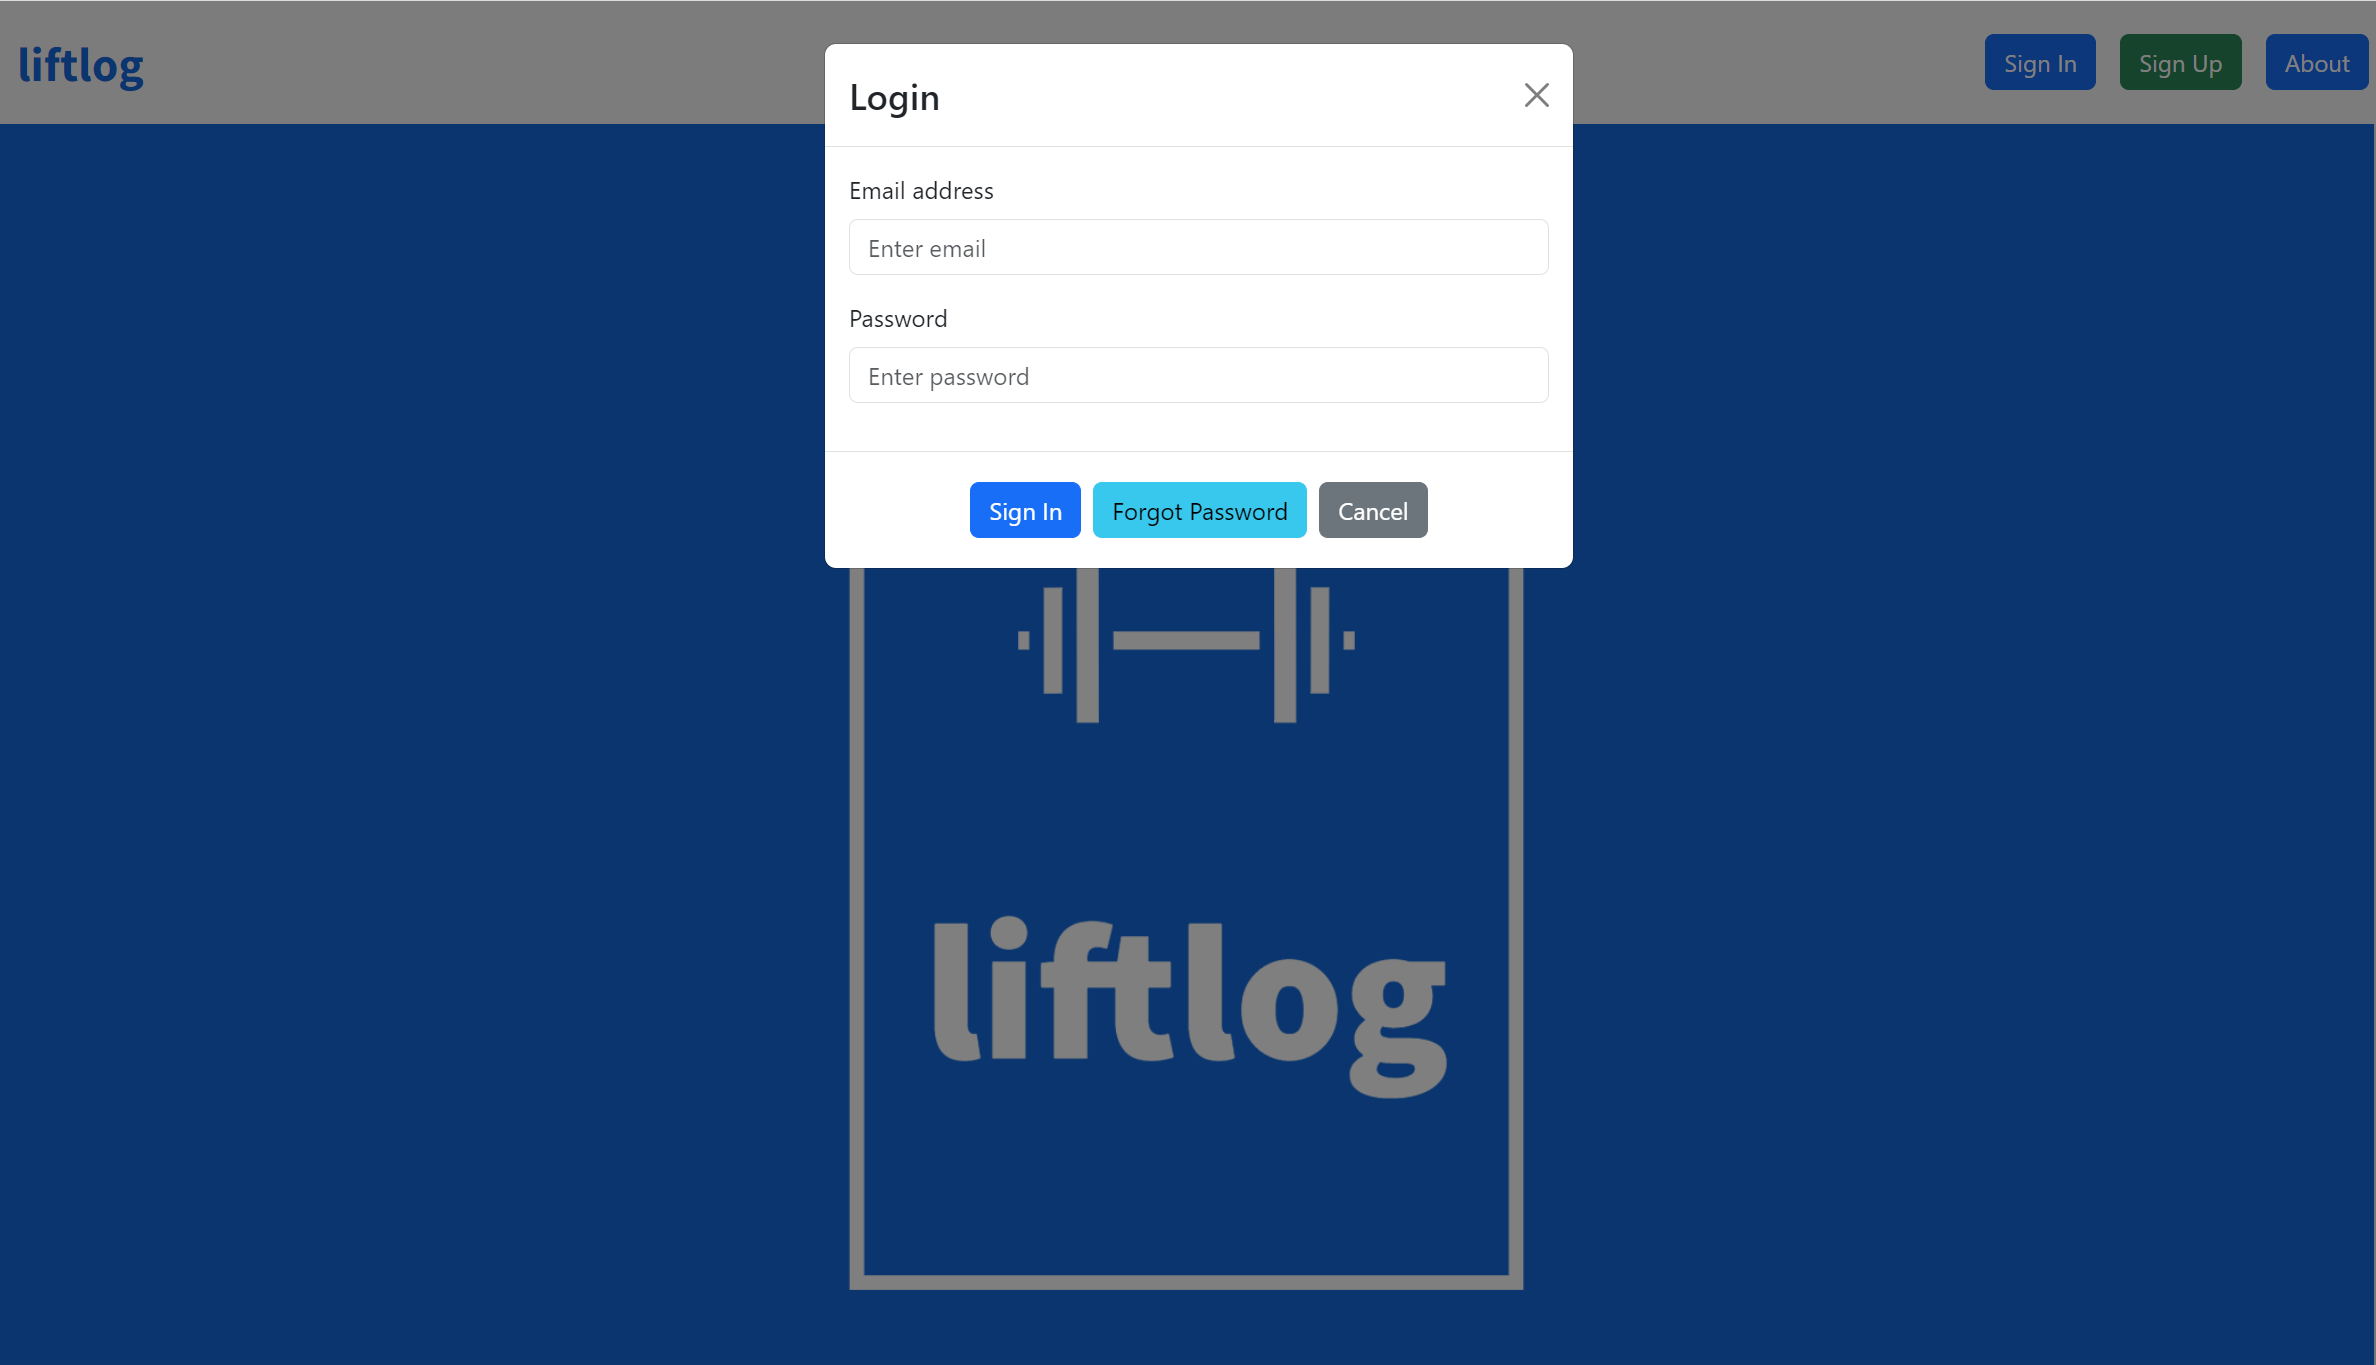 liftlog
Sign In
Sign Up
About
Login
Email address
Enter email
Password
Enter password
Sign In
Forgot Password
Cancel
liftlog